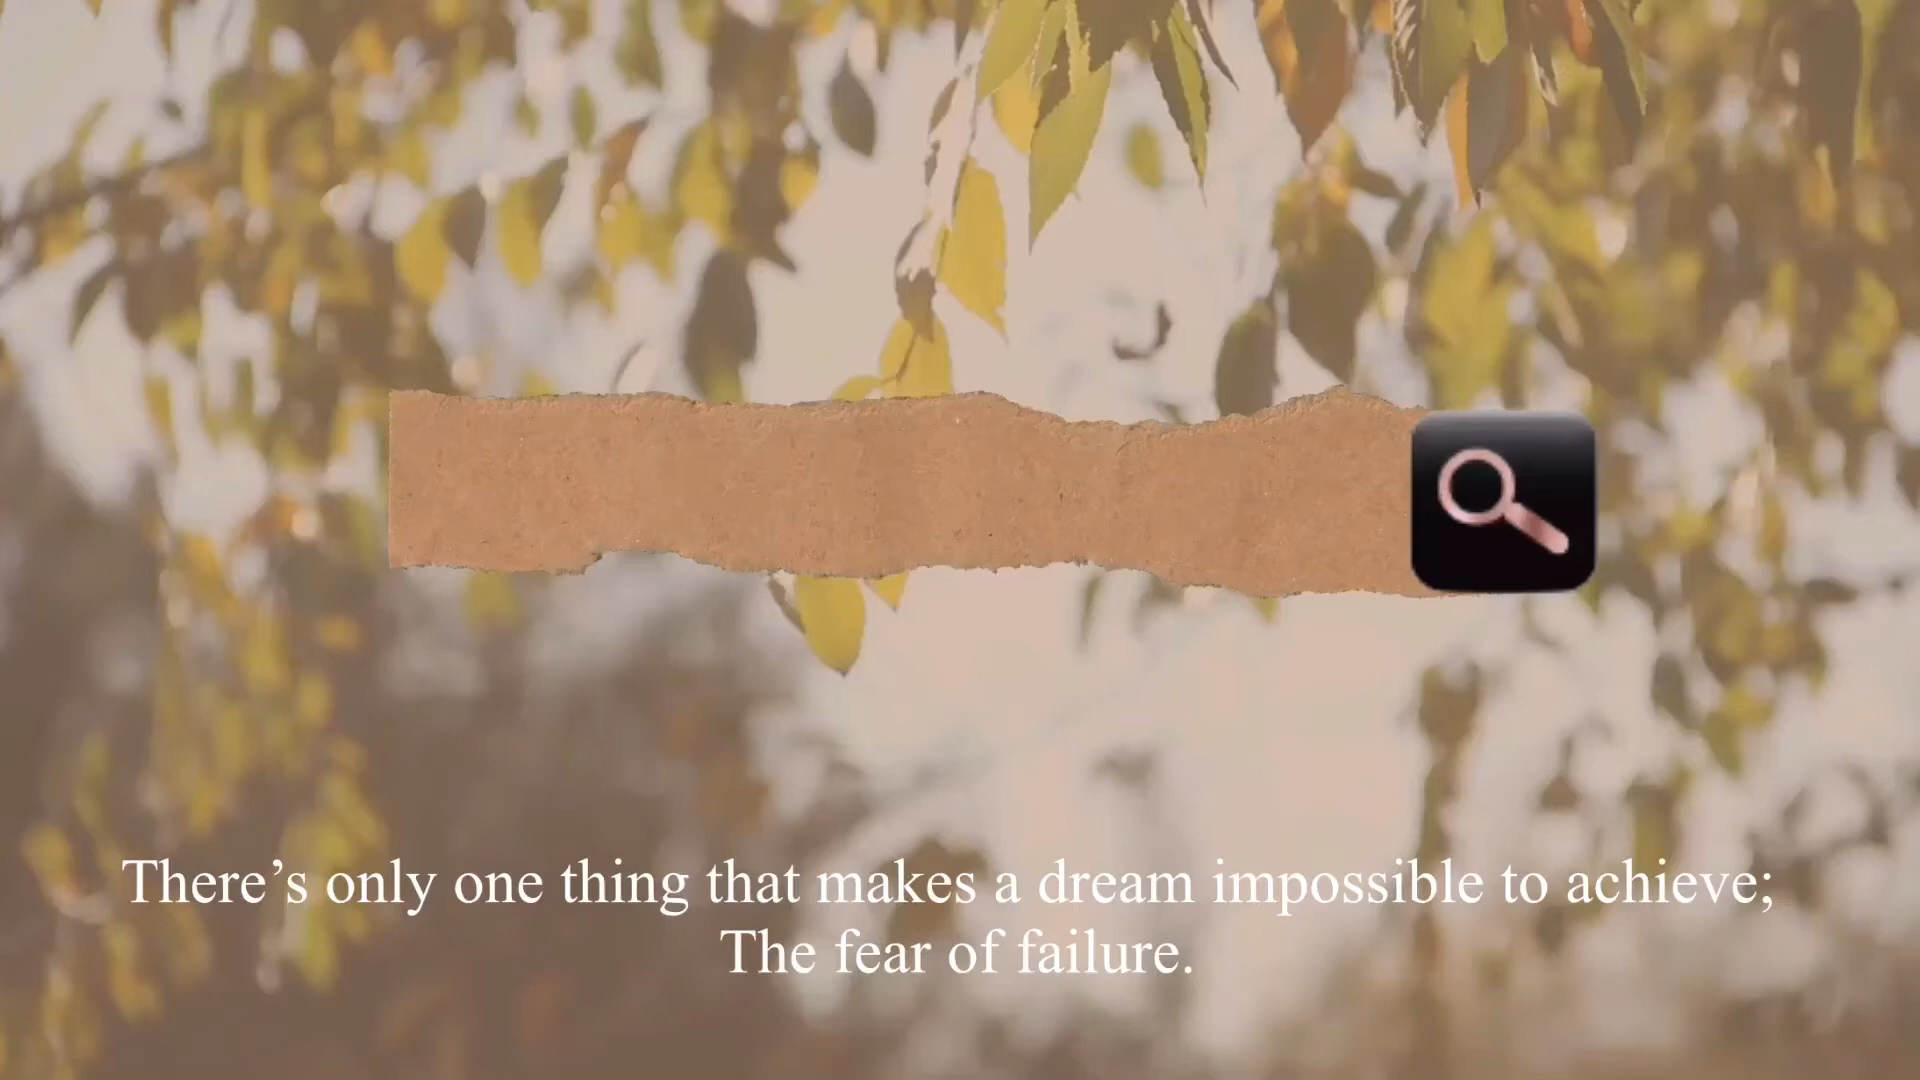 There’s only one thing that makes a dream impossible to achieve;
The fear of failure.